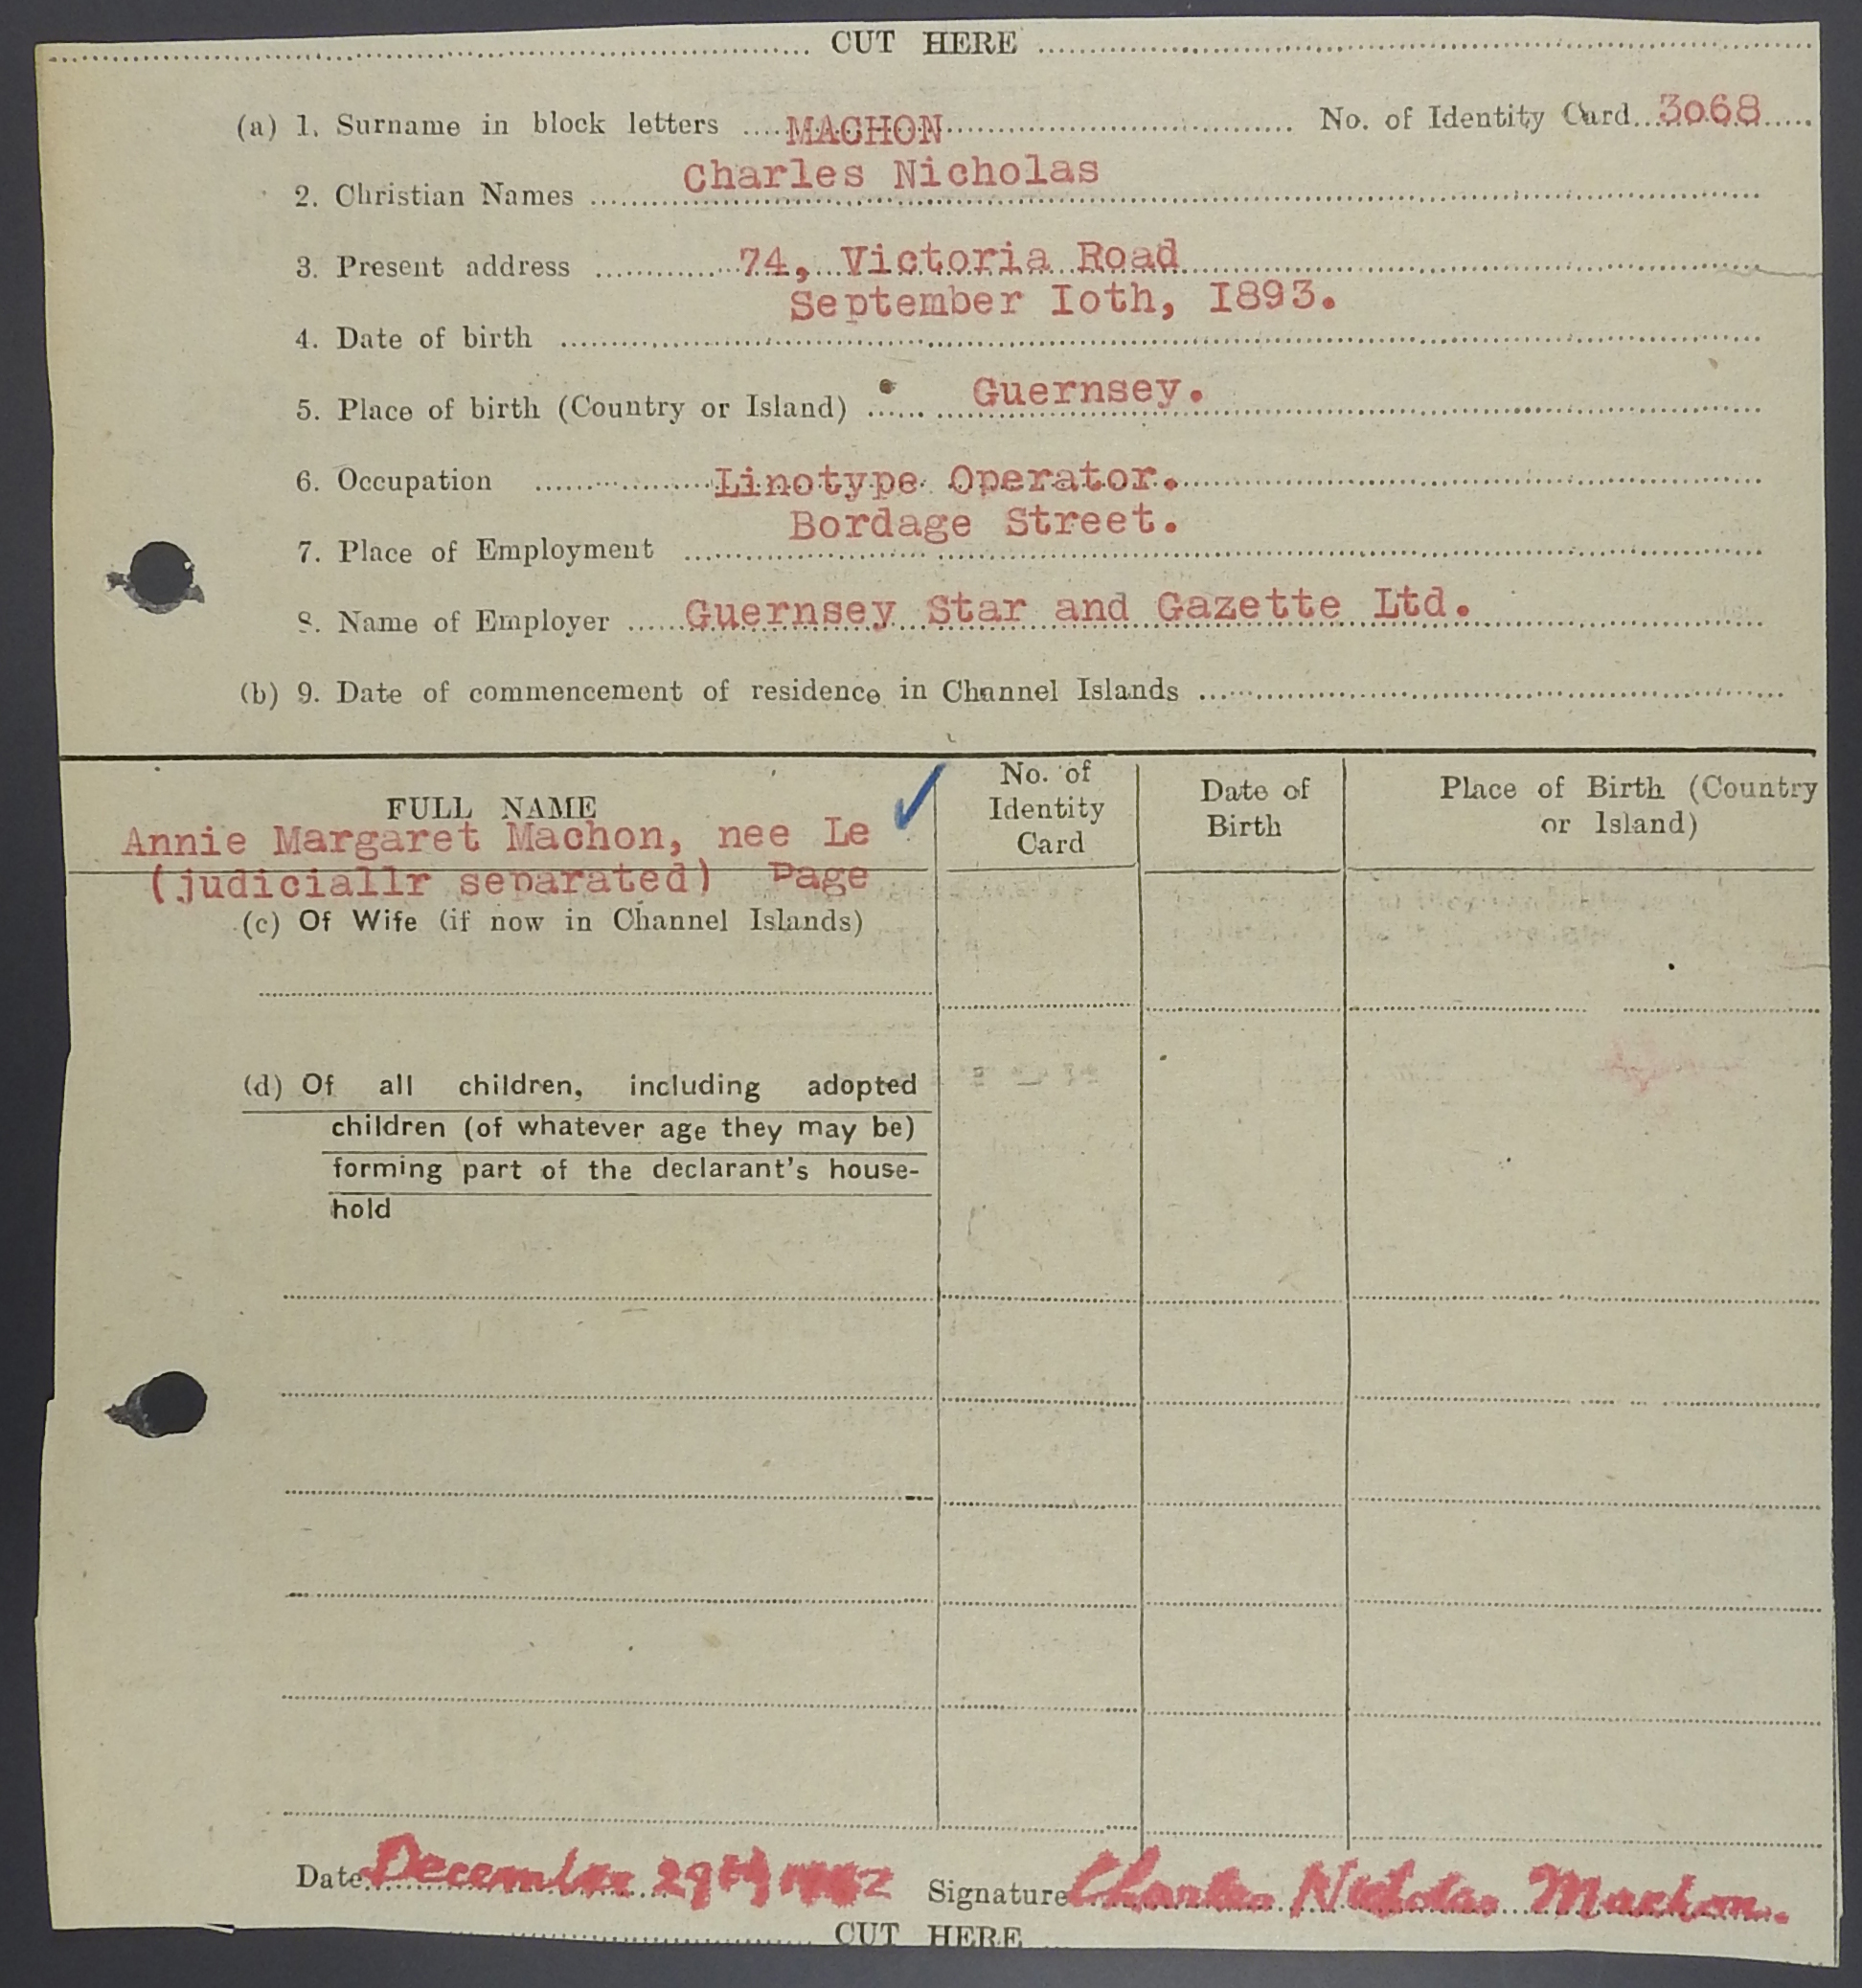 CUT HERE
(a) 1. Surname in block letters MACHON No. of Identity Card 3o68
2. Christian Names Charles Nicholas
3. Present address 74, Victoria Road
4. Date of birth September Ioth, I893.
5. Place of birth (Country or Island) Guernsey.
6. Occupation Linotype Operator.
7. Place of Employment Bordage Street.
8. Name of Employer Guernsey Star and Gazette Ltd.
(b) 9. Date of commencement of residence in Channel Islands
FULL NAME
No. of Identity Card
Date of Birth
Place of Birth (Country or Island)
Annie Margaret Machon, nee Le
(judiciallr separated) Page
(c) Of Wife (if now in Channel Islands)
(d) Of all children, including adopted
children (of whatever age they may be)
forming part of the declarant's house-
hold
Date December 29th 1942 Signature Charles Nicholas Machon.
CUT HERE